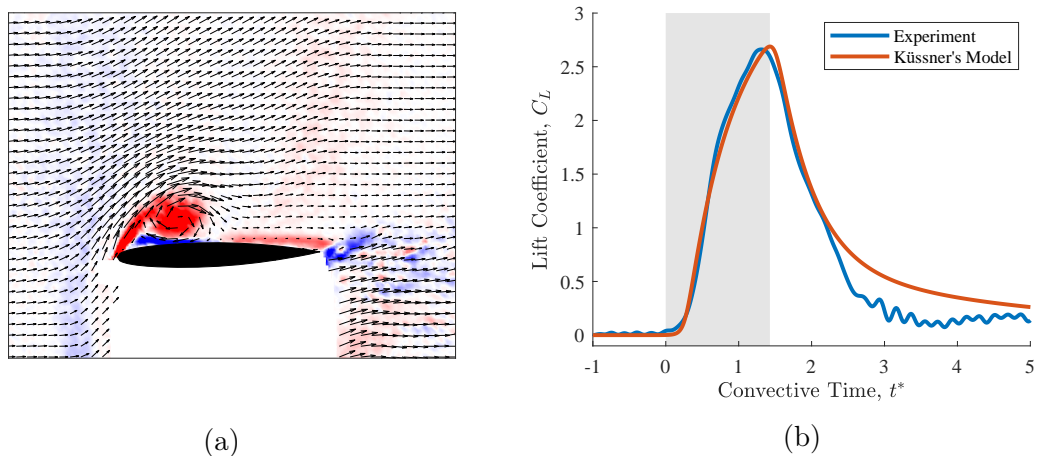 (a)
3
2.5
2
1.5
1
0.5
0
Lift Coefficient, C_L
Experiment
Küssner's Model
-1 0 1 2 3 4 5
Convective Time, t*
(b)